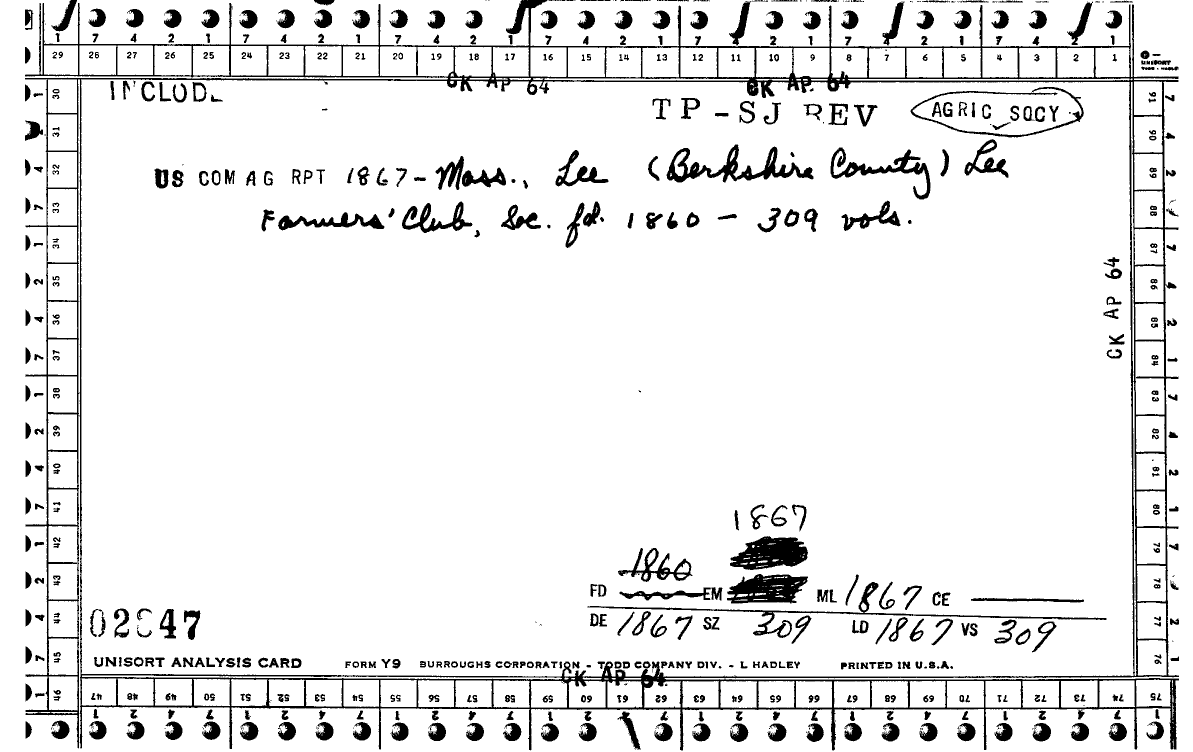 1 7 4 2 1 7 4 2 1 7 4 2 1 7 4 2 1 7 4 2 1 7 4 2 1 7 4 2 1
29 28 27 26 25 24 23 22 21 20 19 18 17 16 15 14 13 12 11 10 9 8 7 6 5 4 3 2 1
UNISORT
CK AP 64 CK AP. 64
INCLUDE
TP-SJ REV AGRIC SOCY
US COM AG RPT 1867- Mass., Lee (Berkshire County) Lee
Farmers' Club, Soc. fd. 1860 - 309 vols.
CK AP 64
1867
1860
FD EM ML 1867 CE
DE 1867 SZ 309 LD 1867 VS 309
UNISORT ANALYSIS CARD FORM Y9 BURROUGHS CORPORATION - TODD COMPANY DIV. - L HADLEY PRINTED IN U.S.A.
CK AP 64
30 31 32 33 34 35 36 37 38 39 40 41 42 43 44 45 46
47 48 49 50 51 52 53 54 55 56 57 58 59 60 61 62 63 64 65 66 67 68 69 70 71 72 73 74 75
91 90 89 88 87 86 85 84 83 82 81 80 79 78 77 76